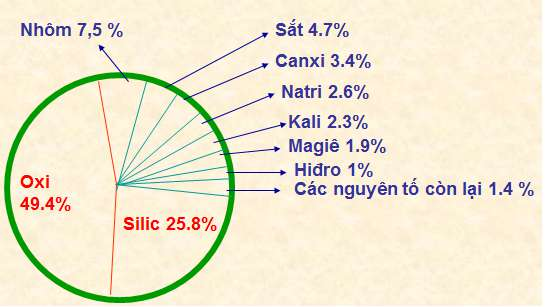 Nhôm 7,5 %
Sắt 4.7%
Canxi 3.4%
Natri 2.6%
Kali 2.3%
Magiê 1.9%
Hiđro 1%
Các nguyên tố còn lại 1.4 %
Oxi
49.4%
Silic 25.8%